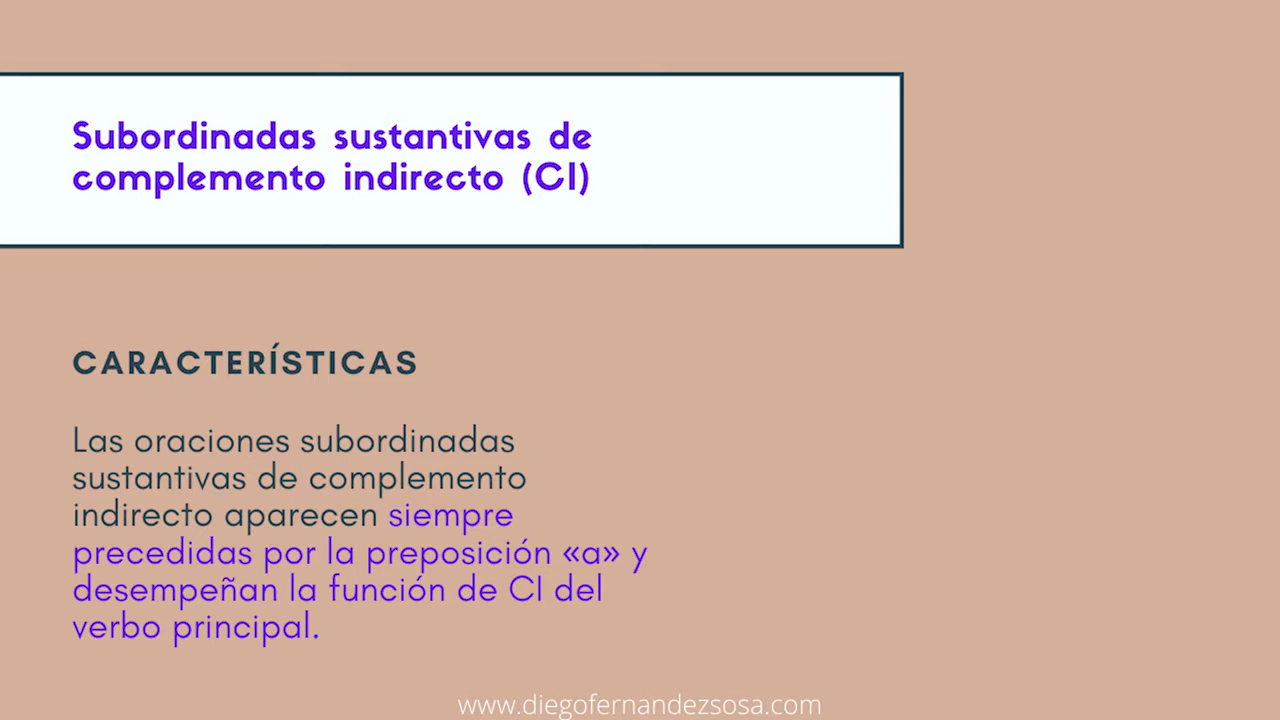 Subordinadas sustantivas de
complemento indirecto (CI)
CARACTERÍSTICAS
Las oraciones subordinadas
sustantivas de complemento
indirecto aparecen siempre
precedidas por la preposición «a» y
desempeñan la función de CI del
verbo principal.
www.diegofernandezsosa.com